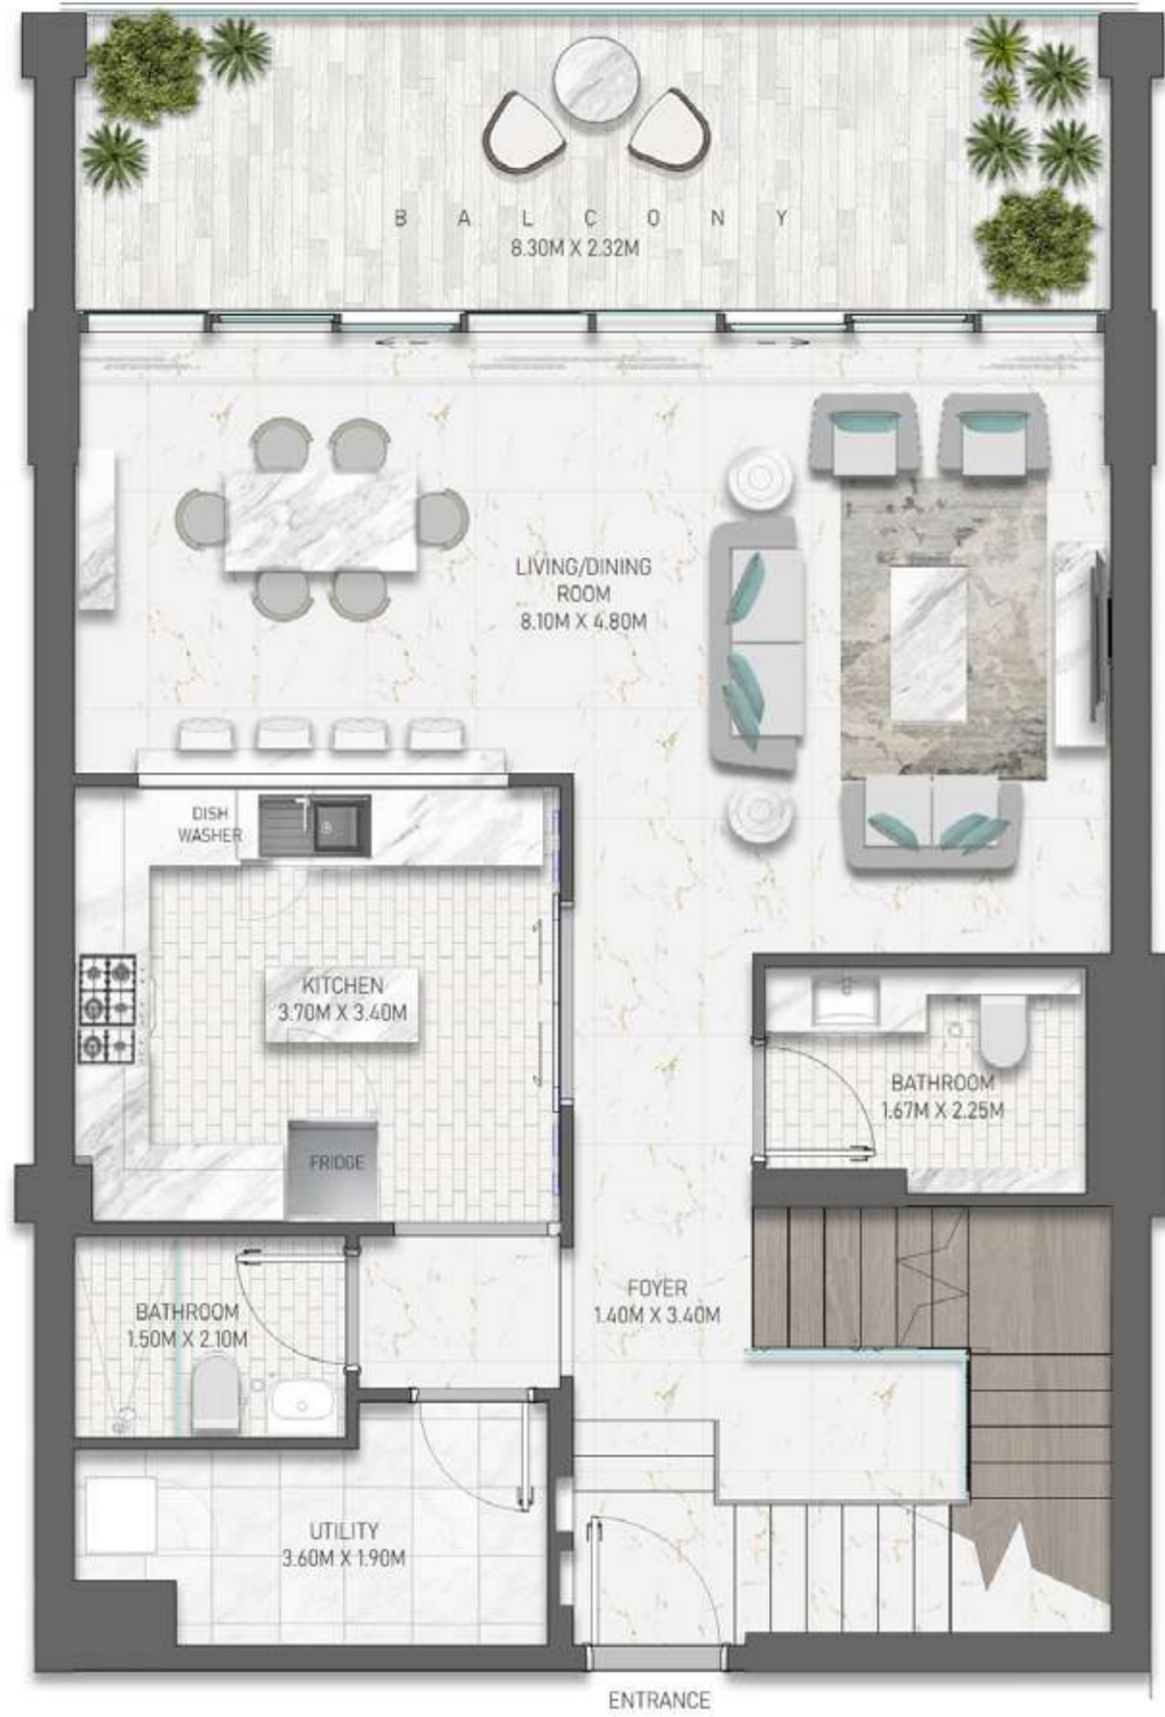 B A L C O N Y
8.30M X 2.32M
LIVING/DINING
ROOM
8.10M X 4.80M
DISH
WASHER
KITCHEN
3.70M X 3.40M
FRIDGE
BATHROOM
1.67M X 2.25M
BATHROOM
1.50M X 2.10M
FOYER
1.40M X 3.40M
UTILITY
3.60M X 1.90M
ENTRANCE